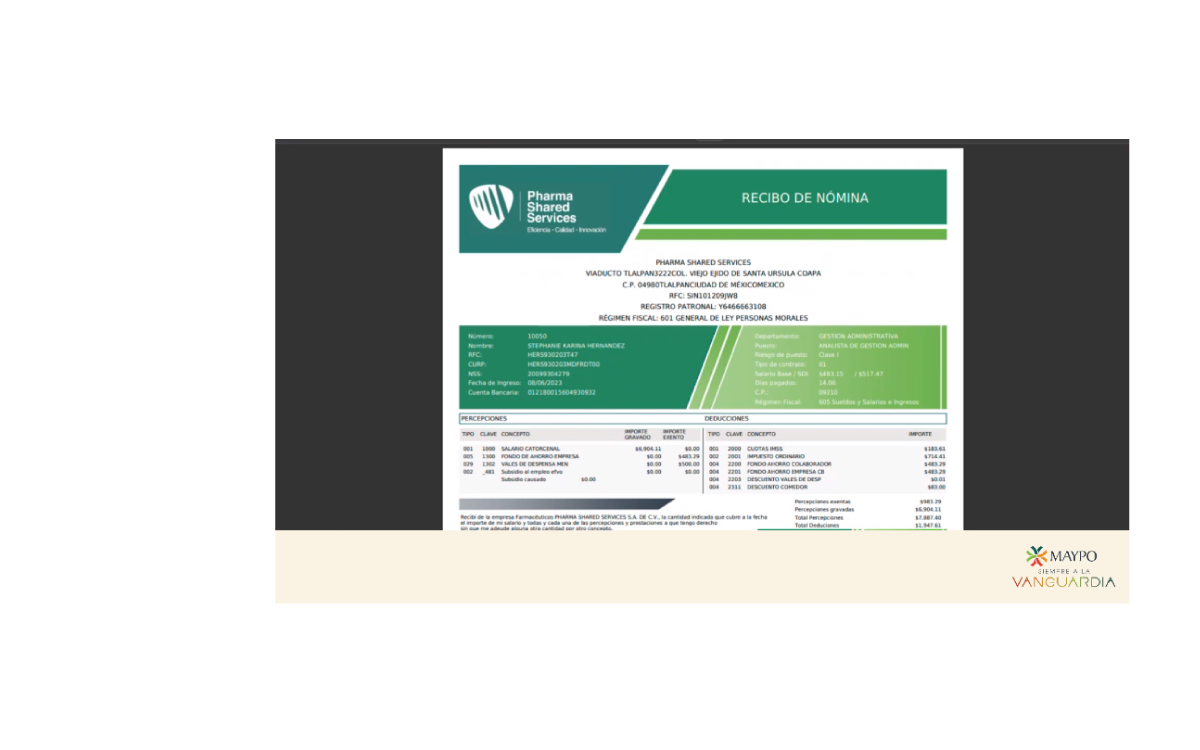 Pharma
Shared
Services
Eficiencia - Calidad - Innovación
RECIBO DE NÓMINA
PHARMA SHARED SERVICES
VIADUCTO TLALPAN3222COL. VIEJO EJIDO DE SANTA URSULA COAPA
C.P. 04980TLALPANCIUDAD DE MÉXICOMEXICO
RFC: SIN101209JW8
REGISTRO PATRONAL: Y6466663108
RÉGIMEN FISCAL: 601 GENERAL DE LEY PERSONAS MORALES
Número: 10050
Nombre: STEPHANIE KARINA HERNANDEZ
RFC: HERS930203T47
CURP: HERS930203MDFRDT00
NSS: 20099304279
Fecha de Ingreso: 08/06/2023
Cuenta Bancaria: 012180015604930932
Departamento: GESTION ADMINISTRATIVA
Puesto: ANALISTA DE GESTION ADMIN
Riesgo de puesto: Clase I
Tipo de contrato: 01
Salario Base / SDI: $493.15 / $517.47
Días pagados: 14.00
C.P.: 09210
Régimen Fiscal: 605 Sueldos y Salarios e Ingresos
PERCEPCIONES DEDUCCIONES
TIPO CLAVE CONCEPTO IMPORTE GRAVADO IMPORTE EXENTO
001 1000 SALARIO CATORCENAL $6,904.11 $0.00
005 1300 FONDO DE AHORRO EMPRESA $0.00 $483.29
029 1302 VALES DE DESPENSA MEN $0.00 $500.00
002 _481 Subsidio al empleo efvo $0.00 $0.00
Subsidio causado $0.00
TIPO CLAVE CONCEPTO IMPORTE
001 2000 CUOTAS IMSS $183.61
002 2001 IMPUESTO ORDINARIO $714.41
004 2200 FONDO AHORRO COLABORADOR $483.29
004 2201 FONDO AHORRO EMPRESA CB $483.29
004 2203 DESCUENTO VALES DE DESP $0.01
004 2311 DESCUENTO COMEDOR $83.00
Percepciones exentas $983.29
Percepciones gravadas $6,904.11
Total Percepciones $7,887.40
Total Deduciones $1,947.61
Recibí de la empresa Farmacéuticos PHARMA SHARED SERVICES S.A. DE C.V., la cantidad indicada que cubre a la fecha
el importe de mi salario y todas y cada una de las percepciones y prestaciones a que tengo derecho
sin que me adeude alguna otra cantidad por otro concepto.
MAYPO
SIEMPRE A LA
VANGUARDIA